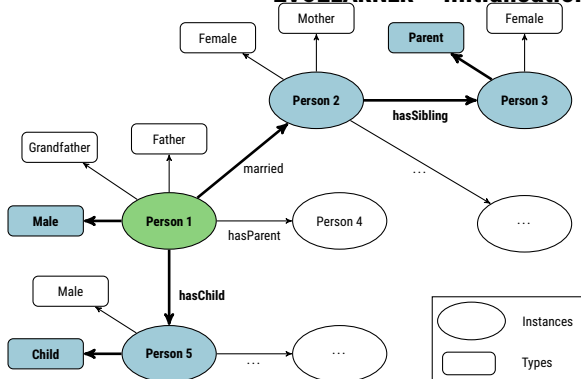 Mother
Female
Female
Parent
Person 2
Person 3
hasSibling
Father
Grandfather
married
...
Male
Person 1
Person 4
...
hasParent
Male
hasChild
Instances
Child
Person 5
...
...
Types